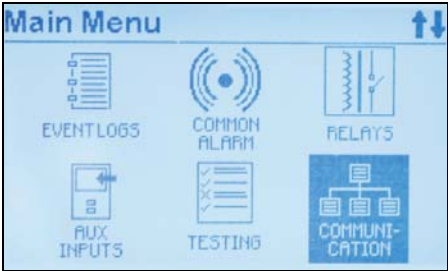 Main Menu
EVENTLOGS
COMMON
ALARM
RELAYS
AUX
INPUTS
TESTING
COMMUNI-
CATION